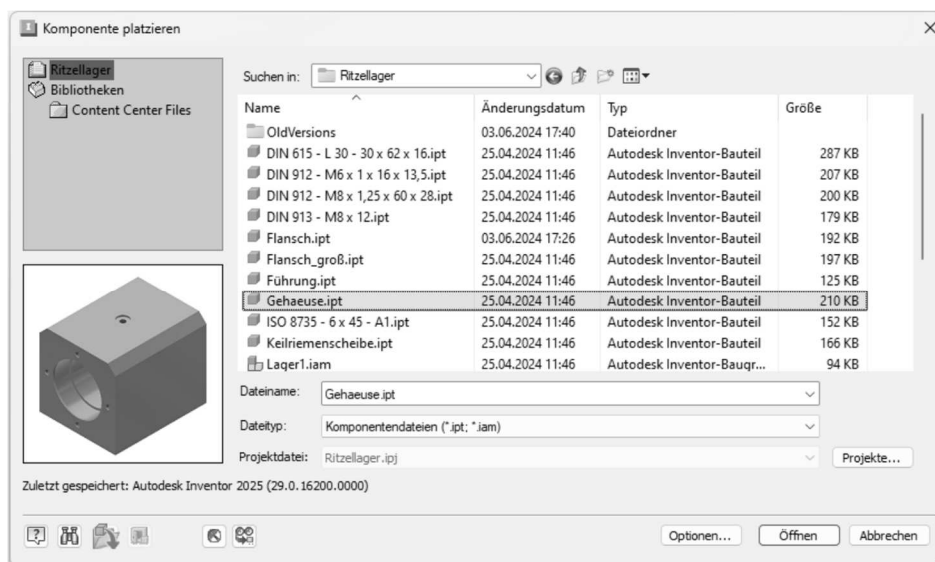 Komponente platzieren
Ritzellager
Bibliotheken
Content Center Files
Suchen in: Ritzellager
Name Änderungsdatum Typ Größe
OldVersions 03.06.2024 17:40 Dateiordner
DIN 615 - L 30 - 30 x 62 x 16.ipt 25.04.2024 11:46 Autodesk Inventor-Bauteil 287 KB
DIN 912 - M6 x 1 x 16 x 13,5.ipt 25.04.2024 11:46 Autodesk Inventor-Bauteil 207 KB
DIN 912 - M8 x 1,25 x 60 x 28.ipt 25.04.2024 11:46 Autodesk Inventor-Bauteil 200 KB
DIN 913 - M8 x 12.ipt 25.04.2024 11:46 Autodesk Inventor-Bauteil 179 KB
Flansch.ipt 03.06.2024 17:26 Autodesk Inventor-Bauteil 192 KB
Flansch_groß.ipt 25.04.2024 11:46 Autodesk Inventor-Bauteil 197 KB
Führung.ipt 25.04.2024 11:46 Autodesk Inventor-Bauteil 125 KB
Gehaeuse.ipt 25.04.2024 11:46 Autodesk Inventor-Bauteil 210 KB
ISO 8735 - 6 x 45 - A1.ipt 25.04.2024 11:46 Autodesk Inventor-Bauteil 152 KB
Keilriemenscheibe.ipt 25.04.2024 11:46 Autodesk Inventor-Bauteil 166 KB
Lager1.iam 25.04.2024 11:46 Autodesk Inventor-Baugr... 94 KB
Dateiname: Gehaeuse.ipt
Dateityp: Komponentendateien (*.ipt; *.iam)
Projektdatei: Ritzellager.ipj Projekte...
Zuletzt gespeichert: Autodesk Inventor 2025 (29.0.16200.0000)
Optionen... Öffnen Abbrechen